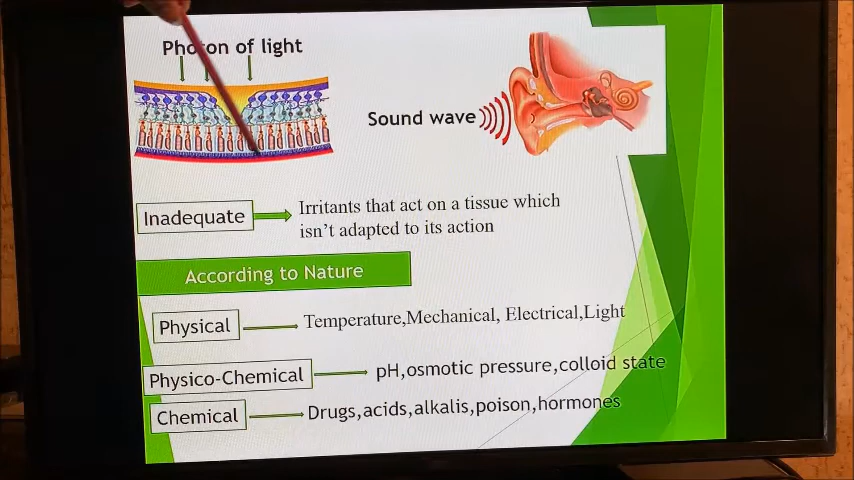 Photon of light
Sound wave
Inadequate
Irritants that act on a tissue which
isn't adapted to its action
According to Nature
Physical
Temperature,Mechanical, Electrical,Light
Physico-Chemical
pH,osmotic pressure,colloid state
Chemical
Drugs,acids,alkalis,poison,hormones